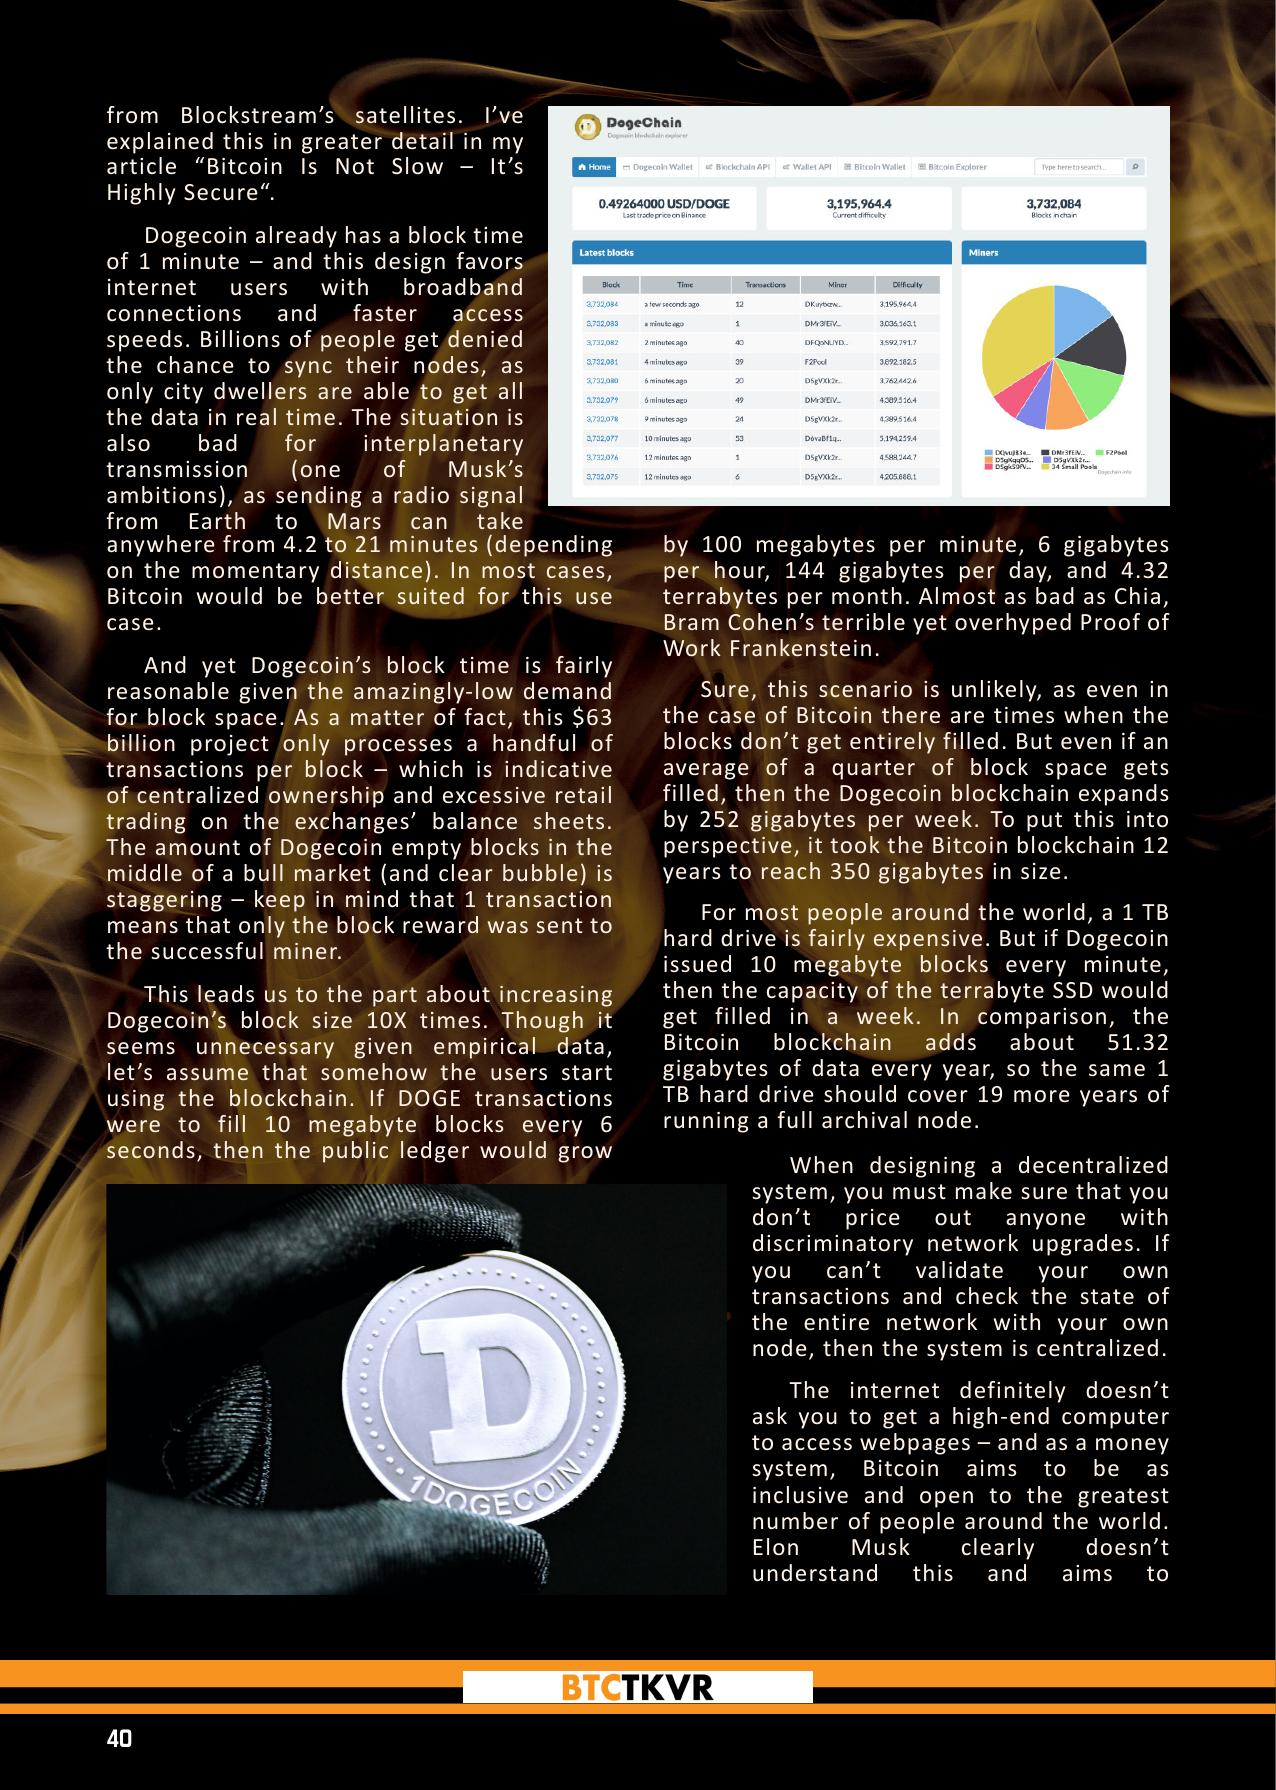 from Blockstream’s satellites. I’ve
explained this in greater detail in my
article “Bitcoin Is Not Slow – It’s
Highly Secure“.
Dogecoin already has a block time
of 1 minute – and this design favors
internet users with broadband
connections and faster access
speeds. Billions of people get denied
the chance to sync their nodes, as
only city dwellers are able to get all
the data in real time. The situation is
also bad for interplanetary
transmission (one of Musk’s
ambitions), as sending a radio signal
from Earth to Mars can take
anywhere from 4.2 to 21 minutes (depending
on the momentary distance). In most cases,
Bitcoin would be better suited for this use
case.
And yet Dogecoin’s block time is fairly
reasonable given the amazingly-low demand
for block space. As a matter of fact, this $63
billion project only processes a handful of
transactions per block – which is indicative
of centralized ownership and excessive retail
trading on the exchanges’ balance sheets.
The amount of Dogecoin empty blocks in the
middle of a bull market (and clear bubble) is
staggering – keep in mind that 1 transaction
means that only the block reward was sent to
the successful miner.
This leads us to the part about increasing
Dogecoin’s block size 10X times. Though it
seems unnecessary given empirical data,
let’s assume that somehow the users start
using the blockchain. If DOGE transactions
were to fill 10 megabyte blocks every 6
seconds, then the public ledger would grow
DogeChain
Dogecoin blockchain explorer
Home Dogecoin Wallet Blockchain API Wallet API Bitcoin Wallet Bitcoin Explorer Type here to search...
0.49264000 USD/DOGE 3,195,964.4 3,732,084
Last trade price on Binance Current difficulty Blocks in chain
Latest blocks Miners
Block Time Transactions Miner Difficulty
3,732,084 a few seconds ago 12 3,195,964.4
3,732,083 a minute ago 1 DMr3fEiV... 3,036,163.1
3,732,082 2 minutes ago 40 3,592,791.7
3,732,081 4 minutes ago 39 F2Pool 3,892,182.5
3,732,080 6 minutes ago 20 D5gVXk2r... 3,762,442.6
3,732,079 6 minutes ago 49 DMr3fEiV... 4,389,516.4
3,732,078 9 minutes ago 24 D5gVXk2r... 4,389,516.4
3,732,077 10 minutes ago 53 D6vaBf1q... 5,194,259.4
3,732,076 12 minutes ago 1 D5gVXk2r... 4,588,244.7
3,732,075 12 minutes ago 6 D5gVXk2r... 4,205,888.1
DMr3fEiV... F2Pool
D5gVXk2r...
34 Small Pools
Dogechain info
by 100 megabytes per minute, 6 gigabytes
per hour, 144 gigabytes per day, and 4.32
terrabytes per month. Almost as bad as Chia,
Bram Cohen’s terrible yet overhyped Proof of
Work Frankenstein.
Sure, this scenario is unlikely, as even in
the case of Bitcoin there are times when the
blocks don’t get entirely filled. But even if an
average of a quarter of block space gets
filled, then the Dogecoin blockchain expands
by 252 gigabytes per week. To put this into
perspective, it took the Bitcoin blockchain 12
years to reach 350 gigabytes in size.
For most people around the world, a 1 TB
hard drive is fairly expensive. But if Dogecoin
issued 10 megabyte blocks every minute,
then the capacity of the terrabyte SSD would
get filled in a week. In comparison, the
Bitcoin blockchain adds about 51.32
gigabytes of data every year, so the same 1
TB hard drive should cover 19 more years of
running a full archival node.
When designing a decentralized
system, you must make sure that you
don’t price out anyone with
discriminatory network upgrades. If
you can’t validate your own
transactions and check the state of
the entire network with your own
node, then the system is centralized.
The internet definitely doesn’t
ask you to get a high-end computer
to access webpages – and as a money
system, Bitcoin aims to be as
inclusive and open to the greatest
number of people around the world.
Elon Musk clearly doesn’t
understand this and aims to
D
1DOGECOIN
BTCTKVR
40